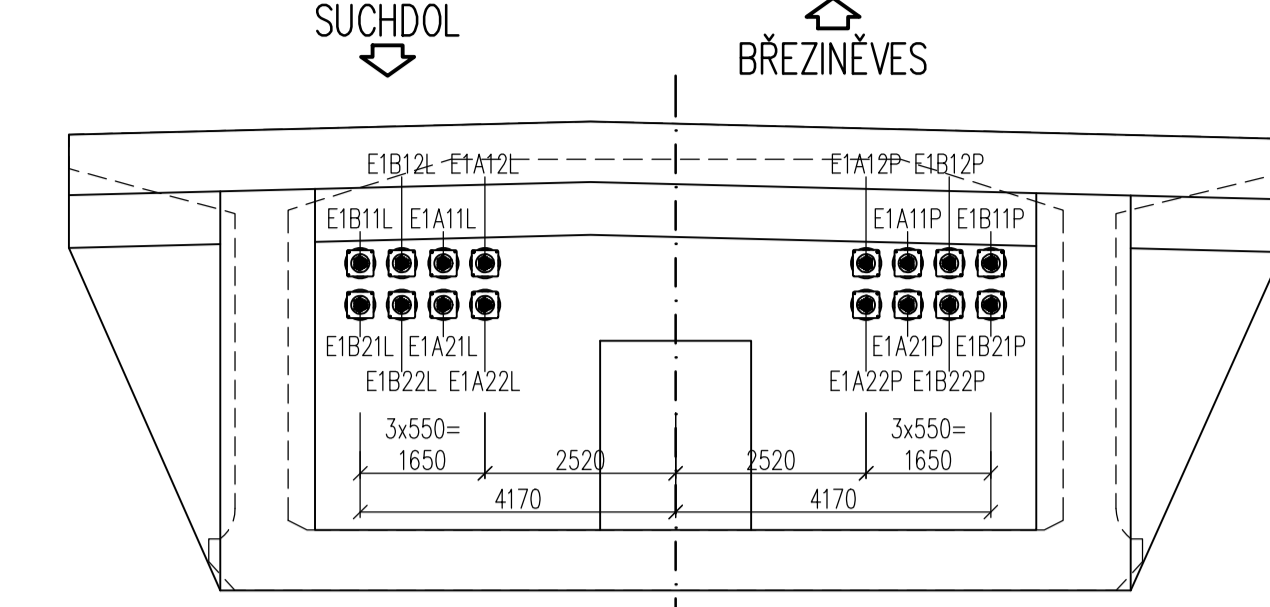 SUCHDOL
BŘEZINĚVES
E1B12L E1A12L E1A12P E1B12P
E1B11L E1A11L E1A11P E1B11P
E1B21L E1A21L E1A21P E1B21P
E1B22L E1A22L E1A22P E1B22P
3x550= 3x550=
1650 2520 2520 1650
4170 4170